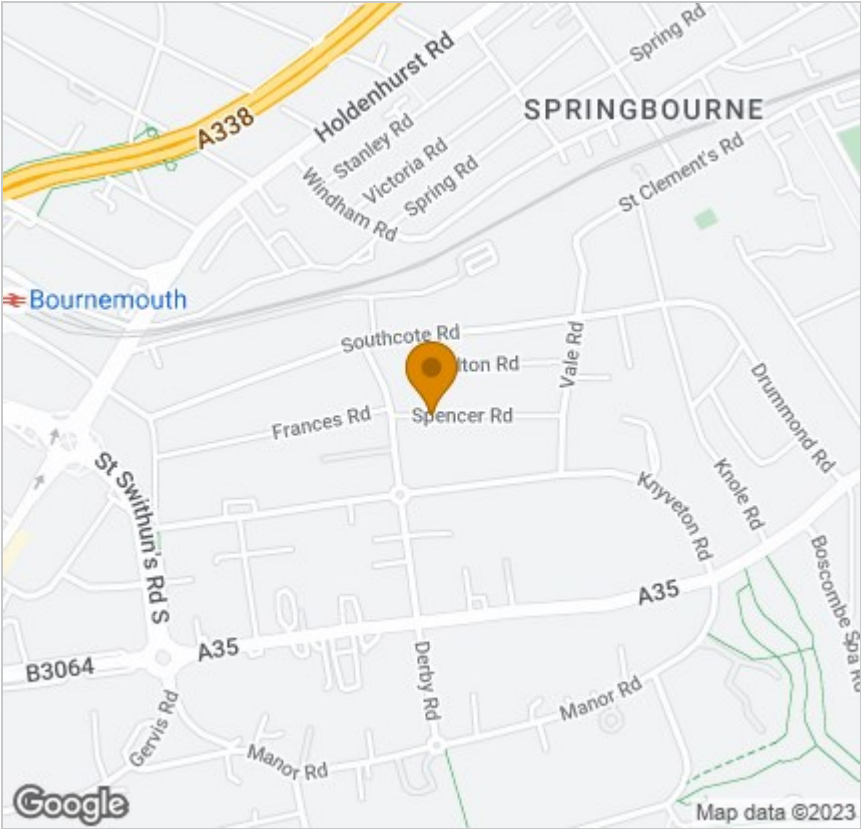 Spring Rd
Holdenhurst Rd
SPRINGBOURNE
A338
Stanley Rd
Victoria Rd
Spring Rd
Windham Rd
St Clement's Rd
Bournemouth
Southcote Rd
lton Rd
Vale Rd
Frances Rd
Spencer Rd
Drummond Rd
St Swithun's Rd S
Knyveton Rd
Knole Rd
Boscombe Spa Rd
A35
A35
B3064
Derby Rd
Gervis Rd
Manor Rd
Manor Rd
Google
Map data ©2023